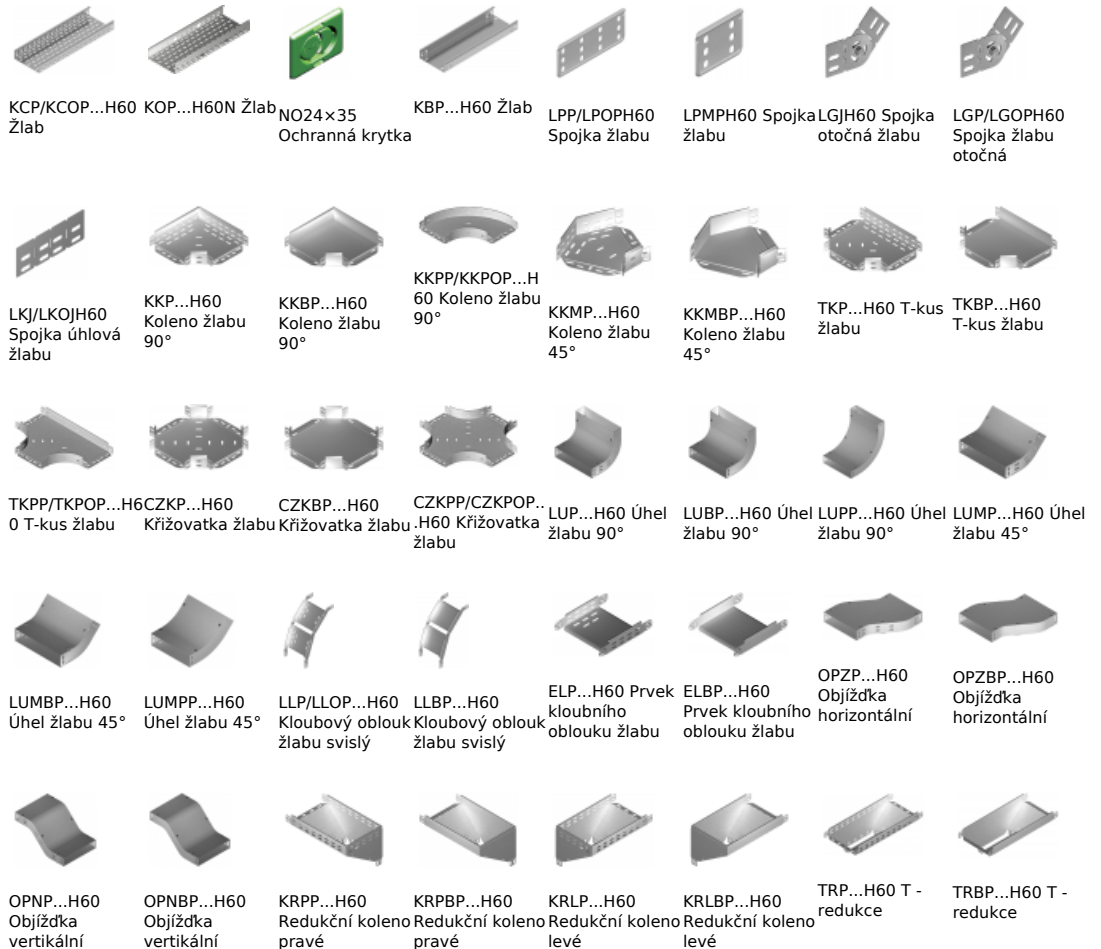 KCP/KCOP...H60
Žlab
KOP...H60N Žlab
NO24×35
Ochranná krytka
KBP...H60 Žlab
LPP/LPOPH60
Spojka žlabu
LPMPH60 Spojka
žlabu
LGJH60 Spojka
otočná žlabu
LGP/LGOPH60
Spojka žlabu
otočná
LKJ/LKOJH60
Spojka úhlová
žlabu
KKP...H60
Koleno žlabu
90°
KKBP...H60
Koleno žlabu
90°
KKPP/KKPOP...H
60 Koleno žlabu
90°
KKMP...H60
Koleno žlabu
45°
KKMBP...H60
Koleno žlabu
45°
TKP...H60 T-kus
žlabu
TKBP...H60
T-kus žlabu
TKPP/TKPOP...H6
0 T-kus žlabu
CZKP...H60
Křižovatka žlabu
CZKBP...H60
Křižovatka žlabu
CZKPP/CZKPOP..
.H60 Křižovatka
žlabu
LUP...H60 Úhel
žlabu 90°
LUBP...H60 Úhel
žlabu 90°
LUPP...H60 Úhel
žlabu 90°
LUMP...H60 Úhel
žlabu 45°
LUMBP...H60
Úhel žlabu 45°
LUMPP...H60
Úhel žlabu 45°
LLP/LLOP...H60
Kloubový oblouk
žlabu svislý
LLBP...H60
Kloubový oblouk
žlabu svislý
ELP...H60 Prvek
kloubního
oblouku žlabu
ELBP...H60
Prvek kloubního
oblouku žlabu
OPZP...H60
Objížďka
horizontální
OPZBP...H60
Objížďka
horizontální
OPNP...H60
Objížďka
vertikální
OPNBP...H60
Objížďka
vertikální
KRPP...H60
Redukční koleno
pravé
KRPBP...H60
Redukční koleno
pravé
KRLP...H60
Redukční koleno
levé
KRLBP...H60
Redukční koleno
levé
TRP...H60 T -
redukce
TRBP...H60 T -
redukce